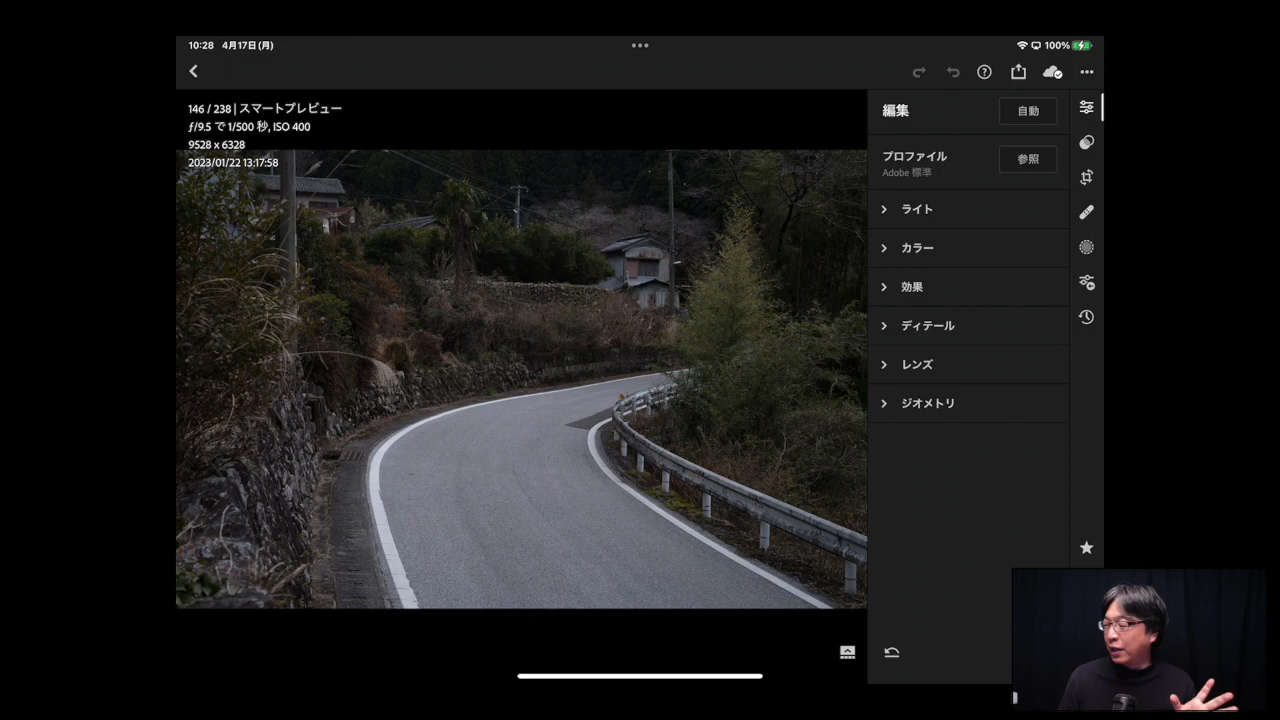 10:28 4月17日(月)
100%
146 / 238 | スマートプレビュー
ƒ/9.5 で 1/500 秒, ISO 400
9528 x 6328
2023/01/22 13:17:58
編集
自動
プロファイル
Adobe 標準
参照
ライト
カラー
効果
ディテール
レンズ
ジオメトリ